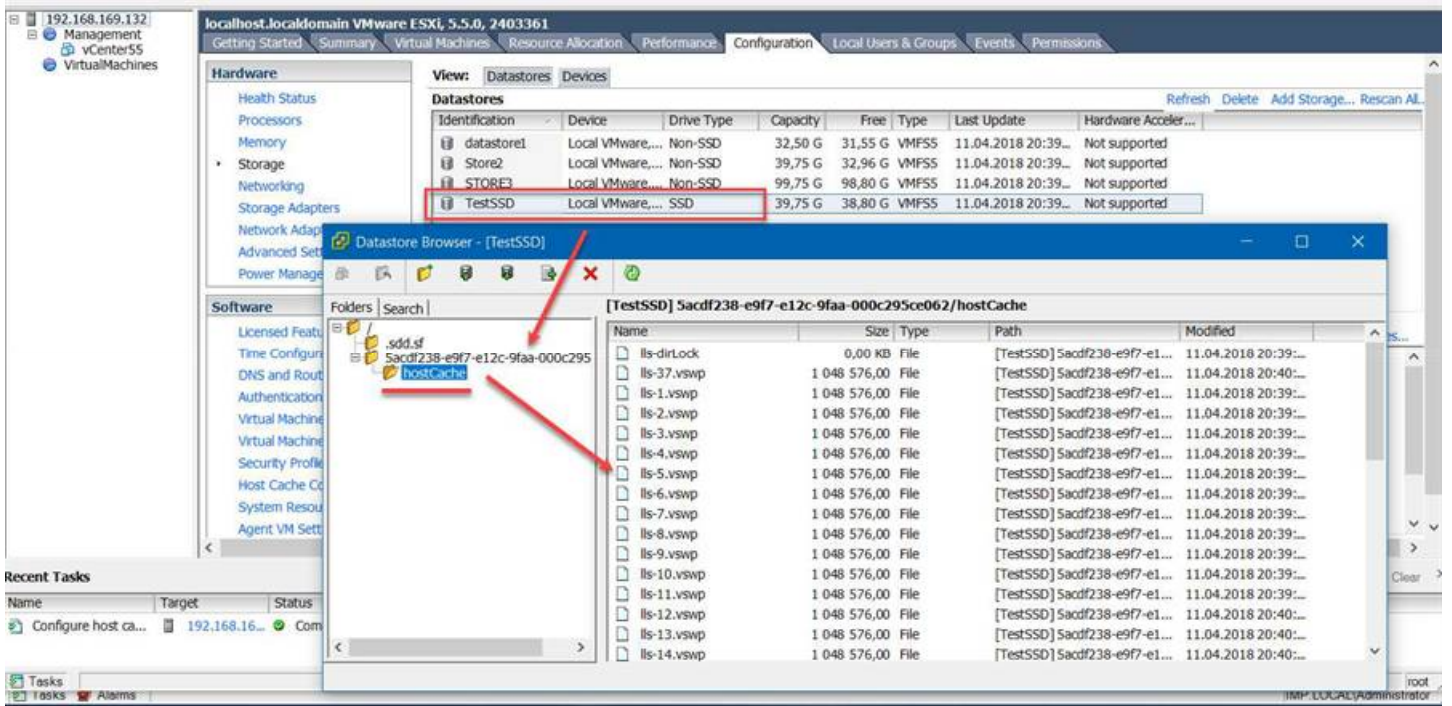 192.168.169.132
Management
vCenter55
VirtualMachines
localhost.localdomain VMware ESXi, 5.5.0, 2403361
Getting Started Summary Virtual Machines Resource Allocation Performance Configuration Local Users & Groups Events Permissions
Hardware
Health Status
Processors
Memory
Storage
Networking
Storage Adapters
Network Adap
Advanced Sett
Power Manage
Software
Licensed Featu
Time Configur
DNS and Rout
Authentication
Virtual Machine
Virtual Machine
Security Profile
Host Cache Co
System Resou
Agent VM Sett
View: Datastores Devices
Datastores
Refresh Delete Add Storage... Rescan All...
Identification Device Drive Type Capacity Free Type Last Update Hardware Acceler...
datastore1 Local VMware,... Non-SSD 32,50 G 31,55 G VMFS5 11.04.2018 20:39... Not supported
Store2 Local VMware,... Non-SSD 39,75 G 32,96 G VMFS5 11.04.2018 20:39... Not supported
STORE3 Local VMware,... Non-SSD 99,75 G 98,80 G VMFS5 11.04.2018 20:39... Not supported
TestSSD Local VMware,... SSD 39,75 G 38,80 G VMFS5 11.04.2018 20:39... Not supported
Datastore Browser - [TestSSD]
Folders Search
/
.sdd.sf
5acdf238-e9f7-e12c-9faa-000c295
hostCache
[TestSSD] 5acdf238-e9f7-e12c-9faa-000c295ce062/hostCache
Name Size Type Path Modified
lls-dirLock 0,00 KB File [TestSSD] 5acdf238-e9f7-e1... 11.04.2018 20:39:...
lls-37.vswp 1 048 576,00 File [TestSSD] 5acdf238-e9f7-e1... 11.04.2018 20:40:...
lls-1.vswp 1 048 576,00 File [TestSSD] 5acdf238-e9f7-e1... 11.04.2018 20:39:...
lls-2.vswp 1 048 576,00 File [TestSSD] 5acdf238-e9f7-e1... 11.04.2018 20:39:...
lls-3.vswp 1 048 576,00 File [TestSSD] 5acdf238-e9f7-e1... 11.04.2018 20:39:...
lls-4.vswp 1 048 576,00 File [TestSSD] 5acdf238-e9f7-e1... 11.04.2018 20:39:...
lls-5.vswp 1 048 576,00 File [TestSSD] 5acdf238-e9f7-e1... 11.04.2018 20:39:...
lls-6.vswp 1 048 576,00 File [TestSSD] 5acdf238-e9f7-e1... 11.04.2018 20:39:...
lls-7.vswp 1 048 576,00 File [TestSSD] 5acdf238-e9f7-e1... 11.04.2018 20:39:...
lls-8.vswp 1 048 576,00 File [TestSSD] 5acdf238-e9f7-e1... 11.04.2018 20:39:...
lls-9.vswp 1 048 576,00 File [TestSSD] 5acdf238-e9f7-e1... 11.04.2018 20:39:...
lls-10.vswp 1 048 576,00 File [TestSSD] 5acdf238-e9f7-e1... 11.04.2018 20:39:...
lls-11.vswp 1 048 576,00 File [TestSSD] 5acdf238-e9f7-e1... 11.04.2018 20:39:...
lls-12.vswp 1 048 576,00 File [TestSSD] 5acdf238-e9f7-e1... 11.04.2018 20:40:...
lls-13.vswp 1 048 576,00 File [TestSSD] 5acdf238-e9f7-e1... 11.04.2018 20:40:...
lls-14.vswp 1 048 576,00 File [TestSSD] 5acdf238-e9f7-e1... 11.04.2018 20:40:...
Recent Tasks
Clear
Name Target Status
Configure host ca... 192.168.16... Com
Tasks
root
Tasks Alarms
IMP.LOCAL\Administrator